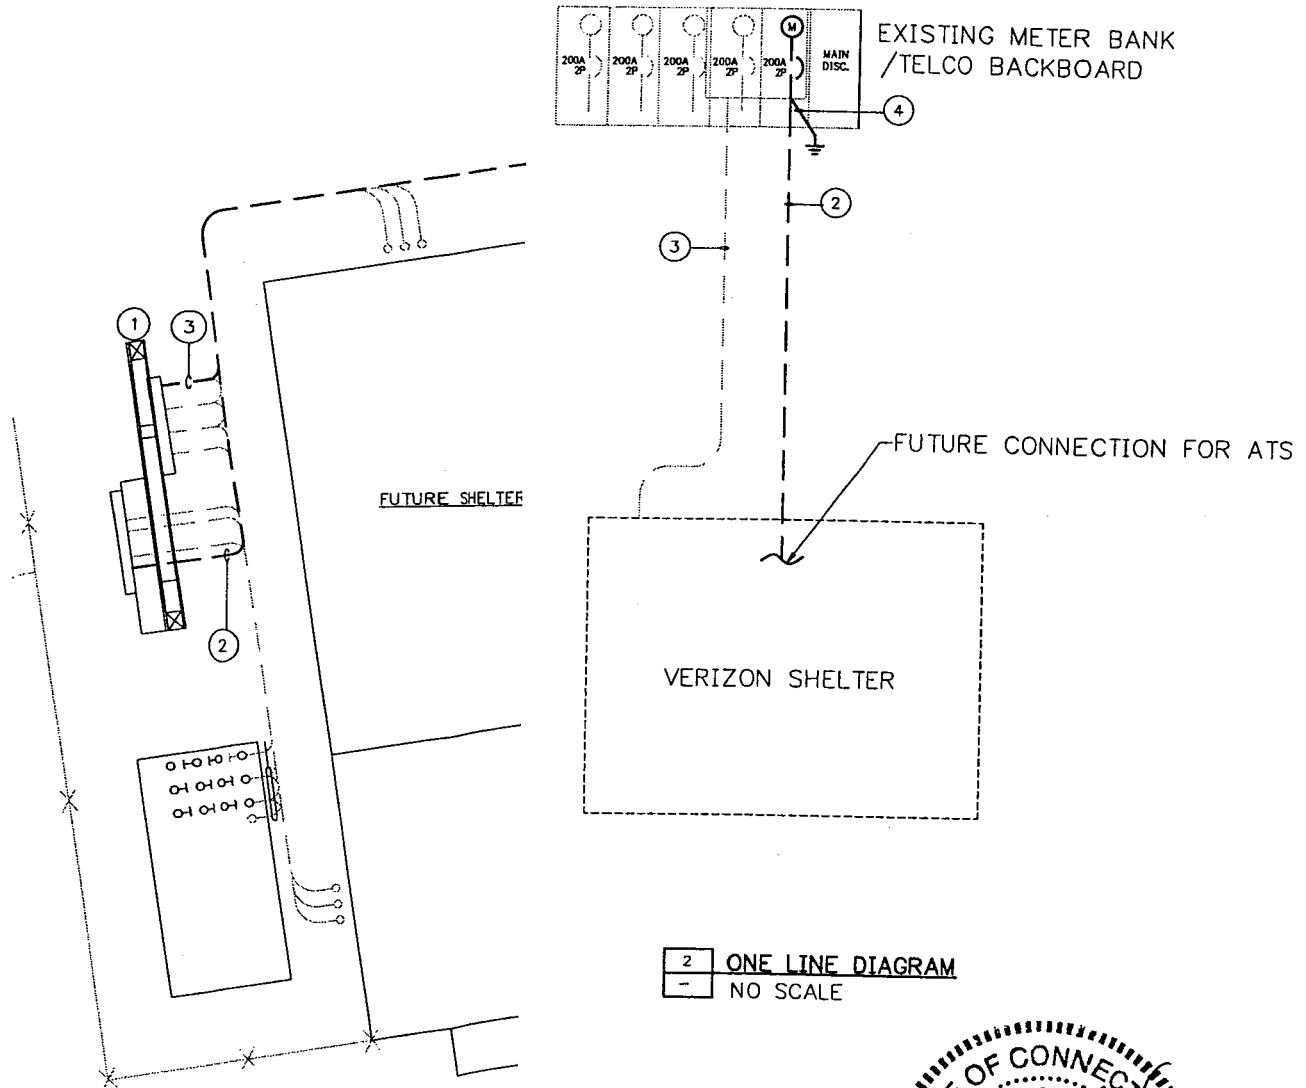 M
200A
2P
200A
2P
200A
2P
200A
2P
200A
2P
MAIN
DISC.
EXISTING METER BANK
/TELCO BACKBOARD
4
2
3
1
3
FUTURE CONNECTION FOR ATS
FUTURE SHELTER
2
VERIZON SHELTER
2 ONE LINE DIAGRAM
- NO SCALE
OF CONNEC